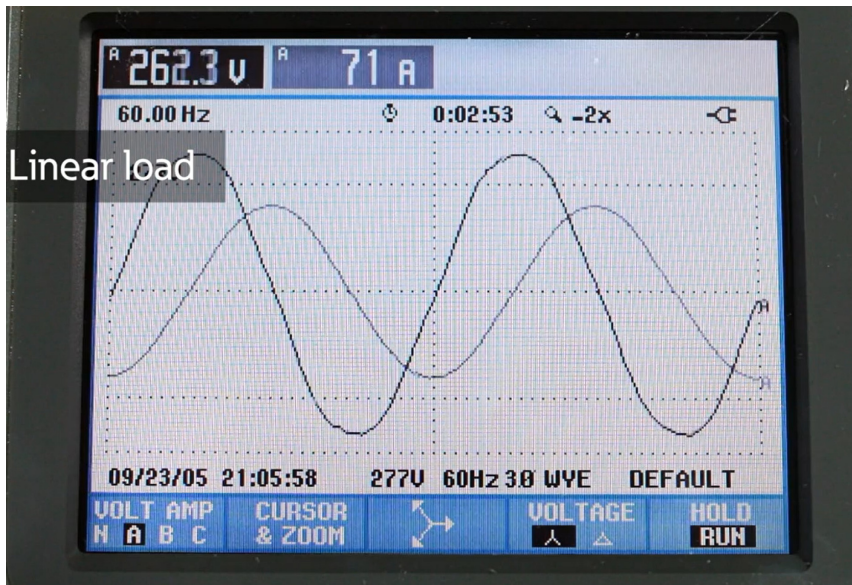 A 262.3 V A 71 A
60.00 Hz 0:02:53 -2x
Linear load
A
A
09/23/05 21:05:58 277V 60Hz 3Ø WYE DEFAULT
VOLT AMP CURSOR VOLTAGE HOLD
N A B C & ZOOM RUN